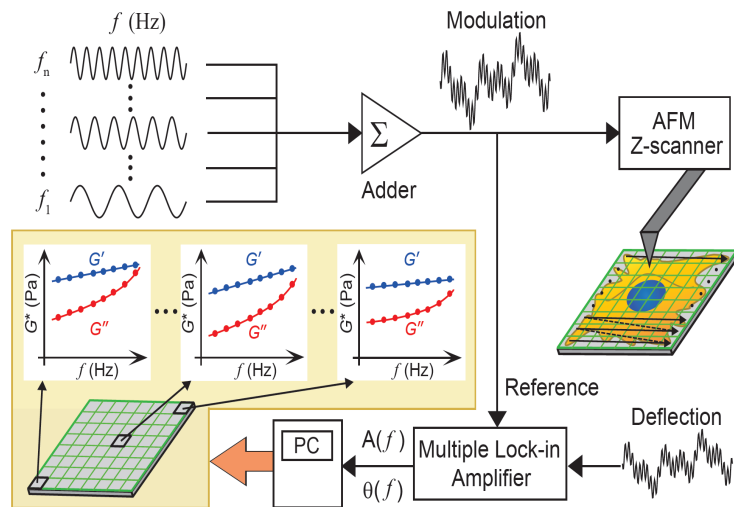 f (Hz)
fn
f1
Σ
Adder
Modulation
AFM
Z-scanner
G* (Pa)
G′
G″
f (Hz)
G* (Pa)
G′
G″
f (Hz)
G* (Pa)
G′
G″
f (Hz)
Reference
Deflection
PC
A(f)
θ(f)
Multiple Lock-in
Amplifier